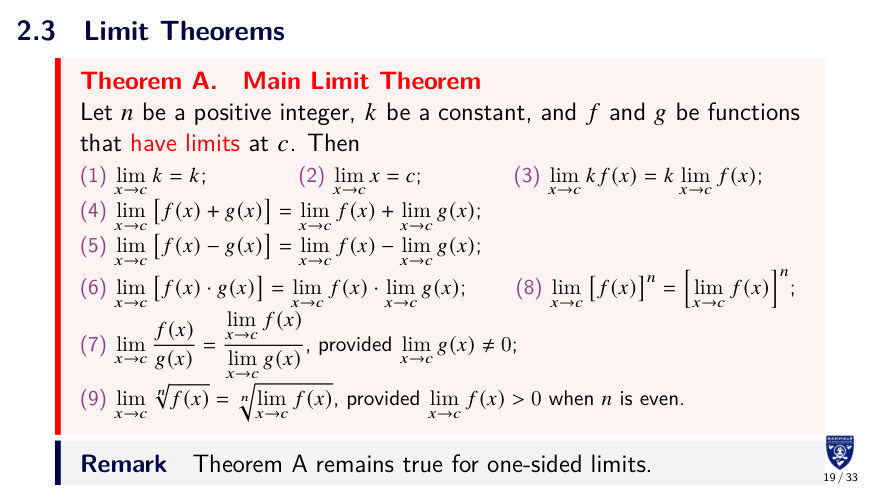 2.3 Limit Theorems
Theorem A. Main Limit Theorem
Let n be a positive integer, k be a constant, and f and g be functions
that have limits at c. Then
(1) lim_{x→c} k = k; (2) lim_{x→c} x = c; (3) lim_{x→c} k f(x) = k lim_{x→c} f(x);
(4) lim_{x→c} [f(x) + g(x)] = lim_{x→c} f(x) + lim_{x→c} g(x);
(5) lim_{x→c} [f(x) − g(x)] = lim_{x→c} f(x) − lim_{x→c} g(x);
(6) lim_{x→c} [f(x) · g(x)] = lim_{x→c} f(x) · lim_{x→c} g(x); (8) lim_{x→c} [f(x)]^n = [lim_{x→c} f(x)]^n;
(7) lim_{x→c} f(x)/g(x) = lim_{x→c} f(x) / lim_{x→c} g(x), provided lim_{x→c} g(x) ≠ 0;
(9) lim_{x→c} ⁿ√f(x) = ⁿ√lim_{x→c} f(x), provided lim_{x→c} f(x) > 0 when n is even.
Remark Theorem A remains true for one-sided limits.
19 / 33